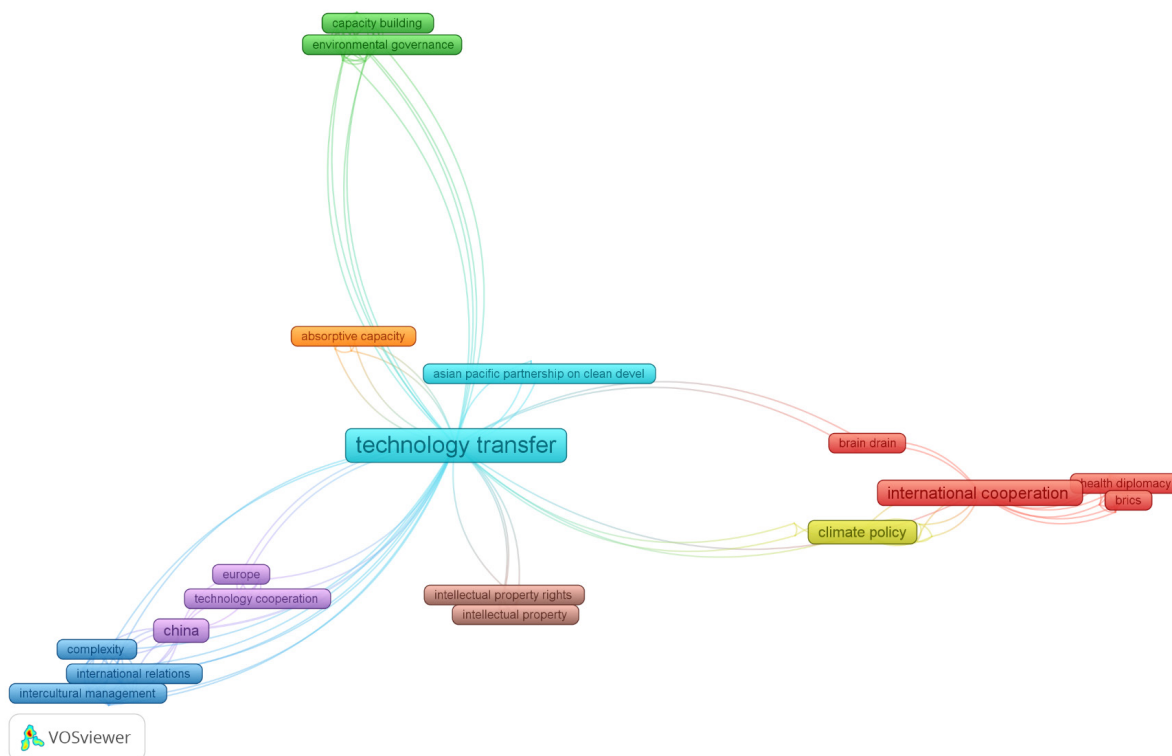 capacity building
environmental governance
absorptive capacity
asian pacific partnership on clean devel
technology transfer
brain drain
international cooperation
health diplomacy
brics
climate policy
europe
technology cooperation
intellectual property rights
intellectual property
china
complexity
international relations
intercultural management
VOSviewer